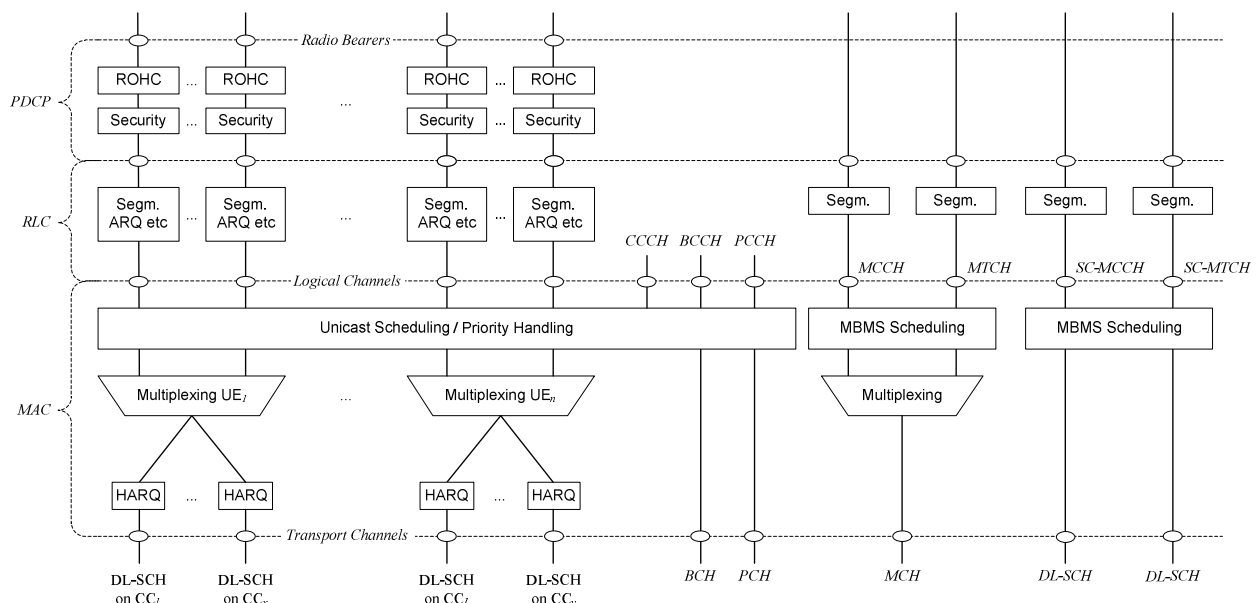 Radio Bearers
ROHC ... ROHC ROHC ... ROHC
PDCP ...
Security ... Security Security ... Security
Segm. Segm. Segm. Segm. Segm. Segm. Segm. Segm.
RLC ... ... ...
ARQ etc ARQ etc ARQ etc ARQ etc
CCCH BCCH PCCH
MCCH MTCH SC-MCCH SC-MTCH
Logical Channels
Unicast Scheduling / Priority Handling MBMS Scheduling MBMS Scheduling
MAC Multiplexing UE1 ... Multiplexing UEn Multiplexing
HARQ ... HARQ ... HARQ ... HARQ
Transport Channels
DL-SCH DL-SCH DL-SCH DL-SCH BCH PCH MCH DL-SCH DL-SCH
on CC1 on CC on CC1 on CC